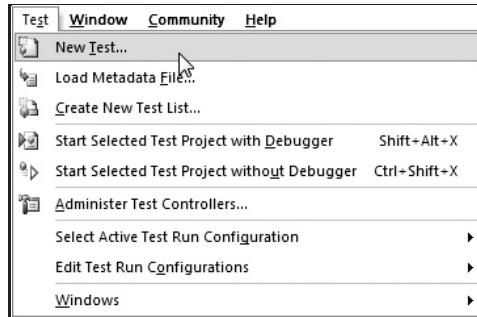 Test Window Community Help
New Test...
Load Metadata File...
Create New Test List...
Start Selected Test Project with Debugger Shift+Alt+X
Start Selected Test Project without Debugger Ctrl+Shift+X
Administer Test Controllers...
Select Active Test Run Configuration
Edit Test Run Configurations
Windows